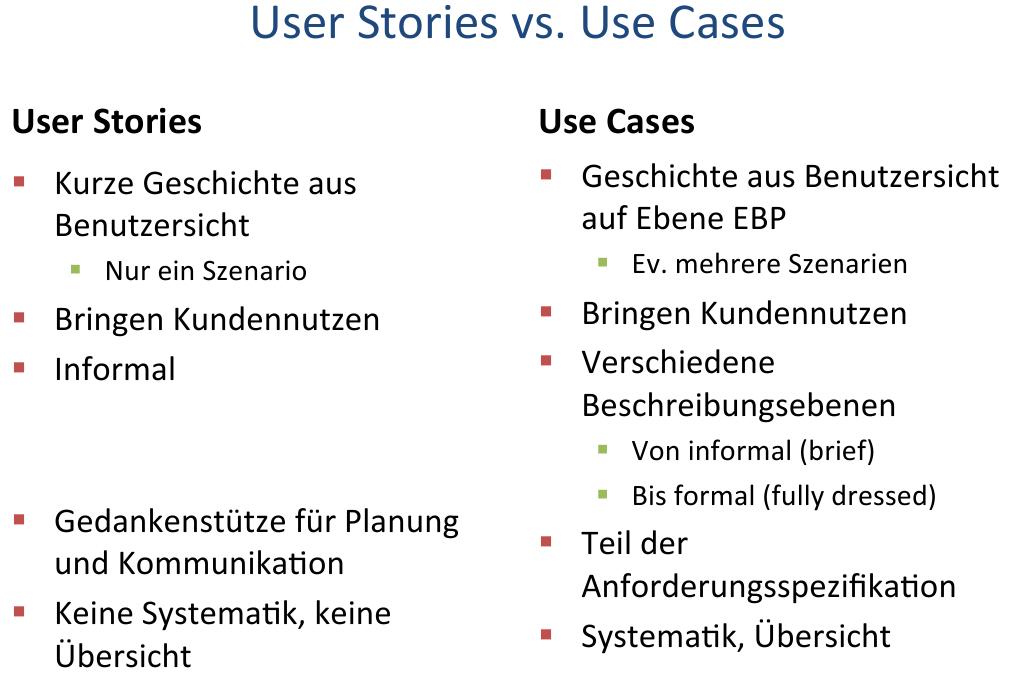 User Stories vs. Use Cases
User Stories
Kurze Geschichte aus
Benutzersicht
Nur ein Szenario
Bringen Kundennutzen
Informal
Gedankenstütze für Planung
und Kommunikation
Keine Systematik, keine
Übersicht
Use Cases
Geschichte aus Benutzersicht
auf Ebene EBP
Ev. mehrere Szenarien
Bringen Kundennutzen
Verschiedene
Beschreibungsebenen
Von informal (brief)
Bis formal (fully dressed)
Teil der
Anforderungsspezifikation
Systematik, Übersicht